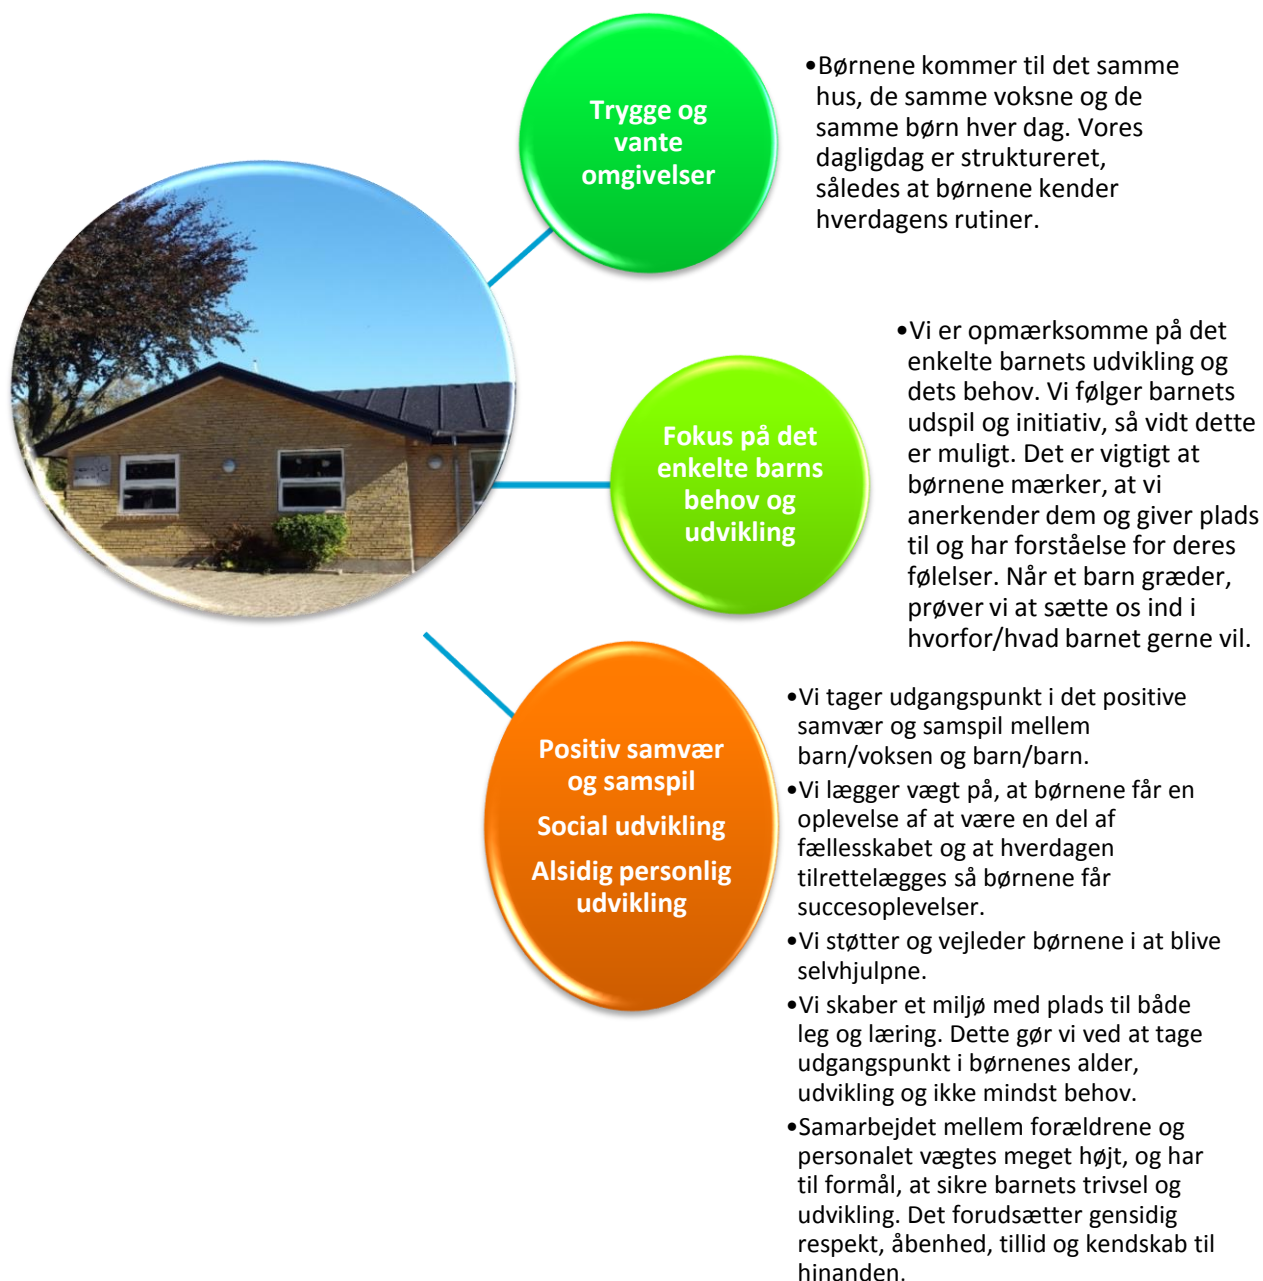 Trygge og
vante
omgivelser
•Børnene kommer til det samme
hus, de samme voksne og de
samme børn hver dag. Vores
dagligdag er struktureret,
således at børnene kender
hverdagens rutiner.
Fokus på det
enkelte barns
behov og
udvikling
•Vi er opmærksomme på det
enkelte barnets udvikling og
dets behov. Vi følger barnets
udspil og initiativ, så vidt dette
er muligt. Det er vigtigt at
børnene mærker, at vi
anerkender dem og giver plads
til og har forståelse for deres
følelser. Når et barn græder,
prøver vi at sætte os ind i
hvorfor/hvad barnet gerne vil.
Positiv samvær
og samspil
Social udvikling
Alsidig personlig
udvikling
•Vi tager udgangspunkt i det positive
samvær og samspil mellem
barn/voksen og barn/barn.
•Vi lægger vægt på, at børnene får en
oplevelse af at være en del af
fællesskabet og at hverdagen
tilrettelægges så børnene får
succesoplevelser.
•Vi støtter og vejleder børnene i at blive
selvhjulpne.
•Vi skaber et miljø med plads til både
leg og læring. Dette gør vi ved at tage
udgangspunkt i børnenes alder,
udvikling og ikke mindst behov.
•Samarbejdet mellem forældrene og
personalet vægtes meget højt, og har
til formål, at sikre barnets trivsel og
udvikling. Det forudsætter gensidig
respekt, åbenhed, tillid og kendskab til
hinanden.